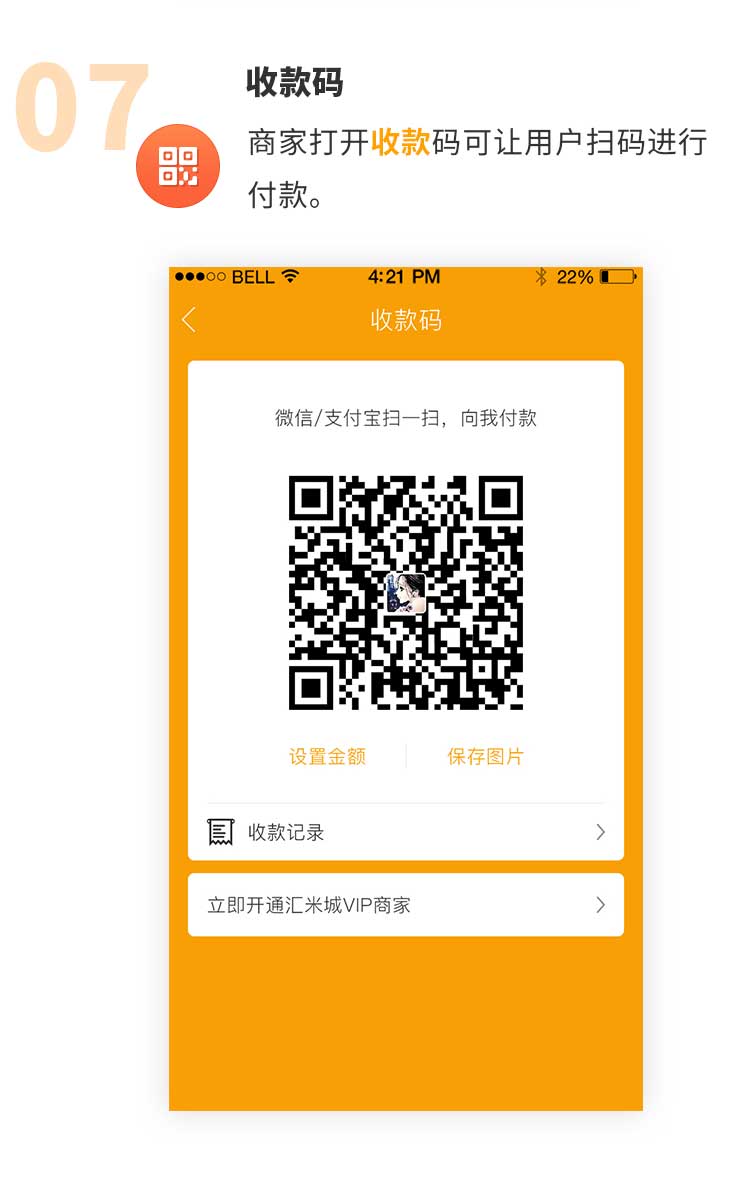 07
收款码
商家打开收款码可让用户扫码进行
付款。
BELL 4:21 PM 22%
收款码
微信/支付宝扫一扫，向我付款
设置金额 保存图片
收款记录
立即开通汇米城VIP商家